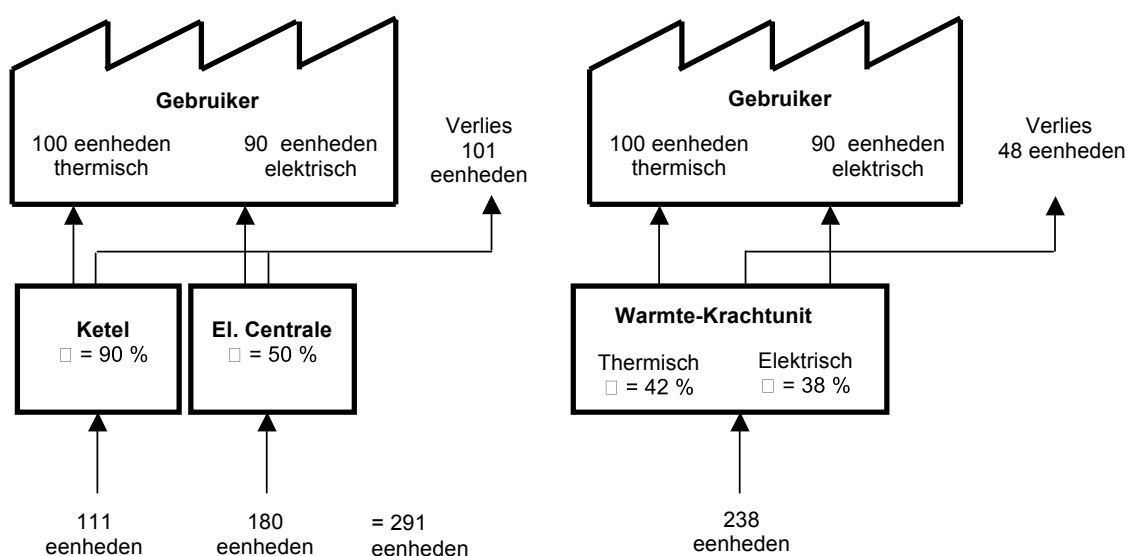 Gebruiker
100 eenheden
thermisch
90 eenheden
elektrisch
Verlies
101
eenheden
Ketel
□ = 90 %
El. Centrale
□ = 50 %
111
eenheden
180
eenheden
= 291
eenheden
Gebruiker
100 eenheden
thermisch
90 eenheden
elektrisch
Verlies
48 eenheden
Warmte-Krachtunit
Thermisch
□ = 42 %
Elektrisch
□ = 38 %
238
eenheden